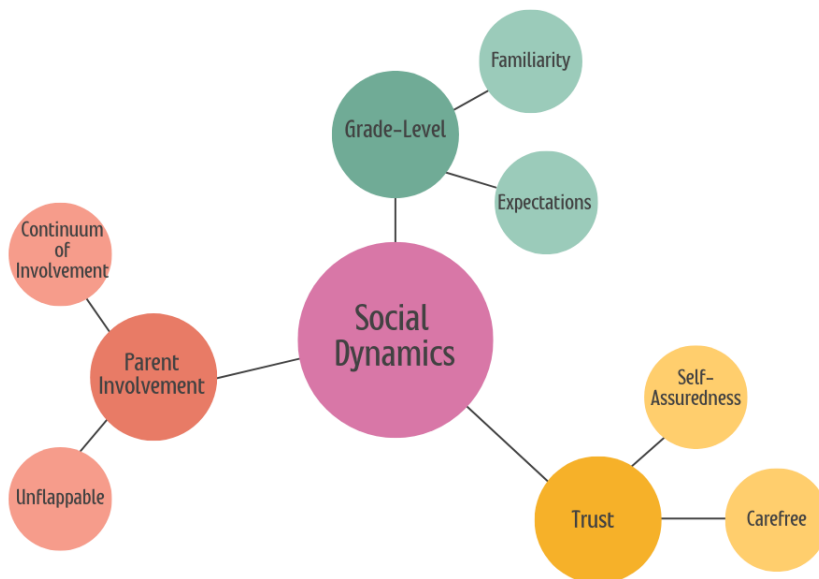 Familiarity
Grade-Level
Expectations
Continuum
of
Involvement
Social
Dynamics
Parent
Involvement
Self-
Assuredness
Unflappable
Trust
Carefree